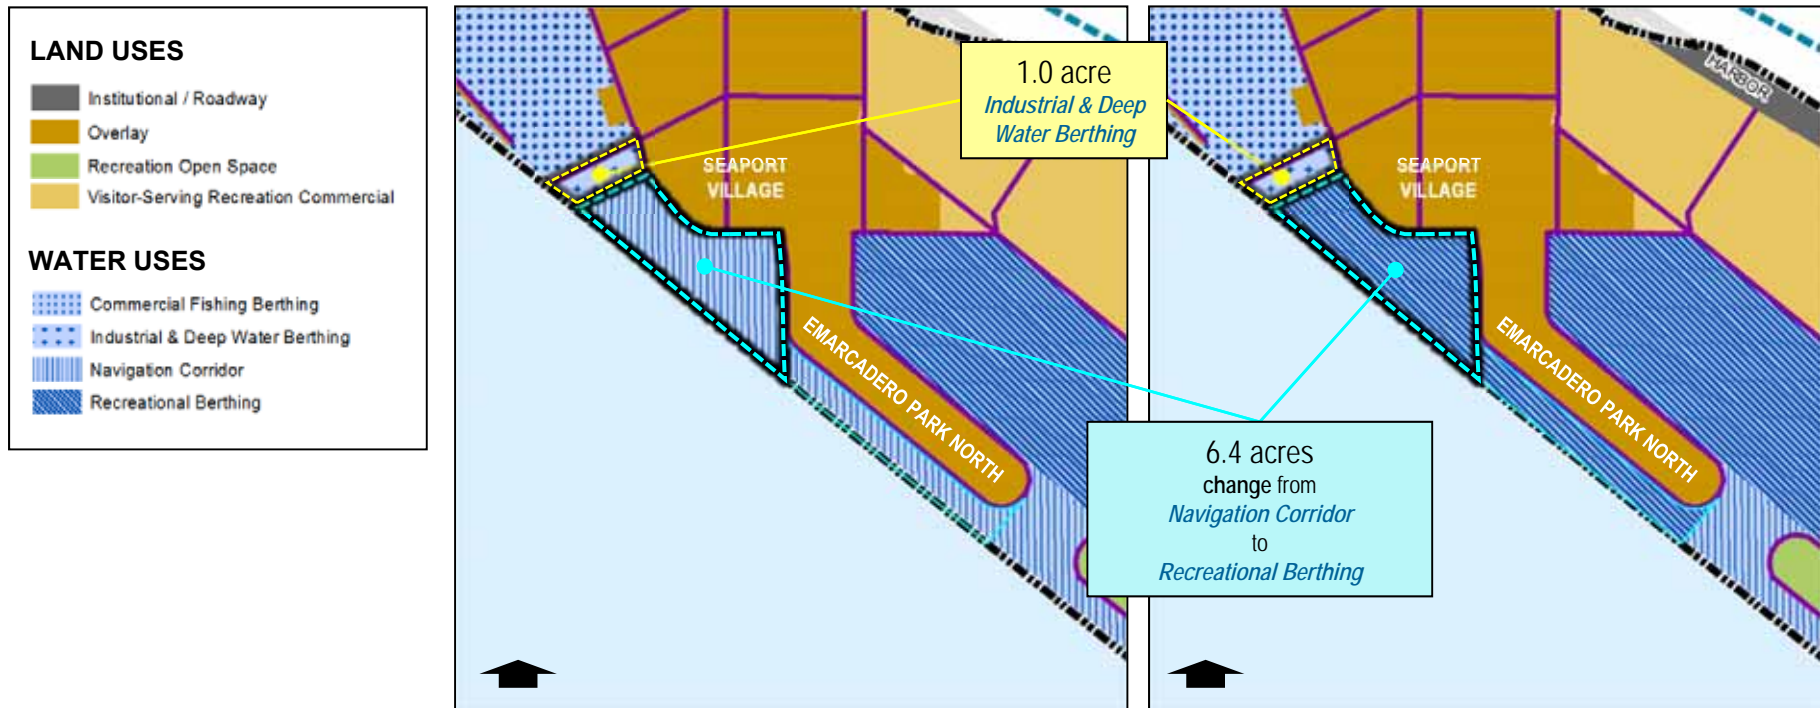 LAND USES
Institutional / Roadway
Overlay
Recreation Open Space
Visitor-Serving Recreation Commercial
WATER USES
Commercial Fishing Berthing
Industrial & Deep Water Berthing
Navigation Corridor
Recreational Berthing
SEAPORT
VILLAGE
EMARCADERO PARK NORTH
1.0 acre
Industrial & Deep
Water Berthing
6.4 acres
change from
Navigation Corridor
to
Recreational Berthing
HARBOR
SEAPORT
VILLAGE
EMARCADERO PARK NORTH